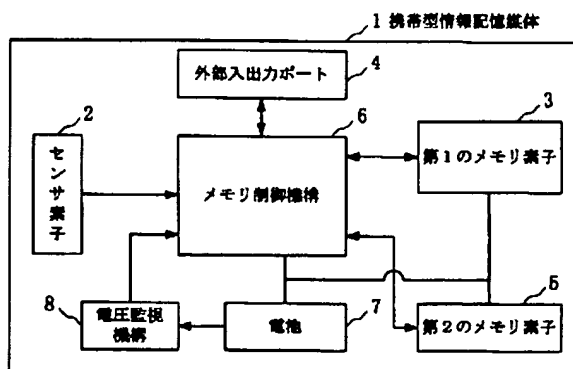 1 携帯型情報記憶媒体
外部入出力ポート
4
2
センサ素子
6
メモリ制御機構
3
第1のメモリ素子
5
第2のメモリ素子
8
電圧監視
機構
電池
7